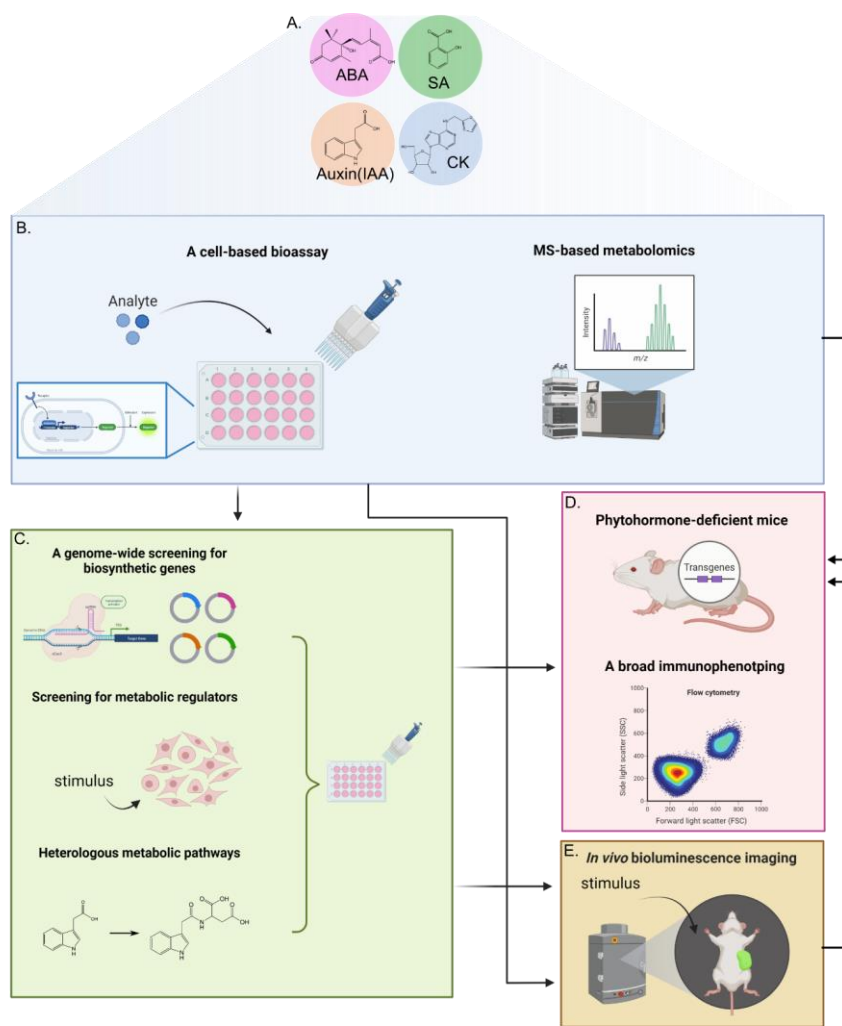 A.
ABA
SA
Auxin(IAA)
CK
B.
A cell-based bioassay
MS-based metabolomics
Analyte
Intensity
m/z
1 2 3 4 5 6
A
B
C
D
C.
A genome-wide screening for
biosynthetic genes
Screening for metabolic regulators
stimulus
Heterologous metabolic pathways
OH
O
N
H
O
OH
O
N
H
O
OH
N
H
D.
Phytohormone-deficient mice
Transgenes
A broad immunophenotping
Flow cytometry
Side light scatter (SSC)
1000
800
600
400
200
0
0 200 400 600 800 1000
Forward light scatter (FSC)
E.
In vivo bioluminescence imaging
stimulus